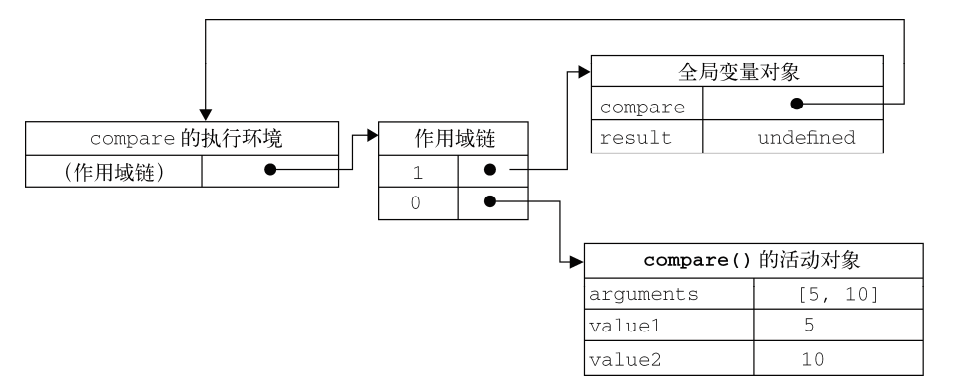 全局变量对象
compare
result undefined
compare 的执行环境
（作用域链）
作用域链
1
0
compare() 的活动对象
arguments [5, 10]
value1 5
value2 10